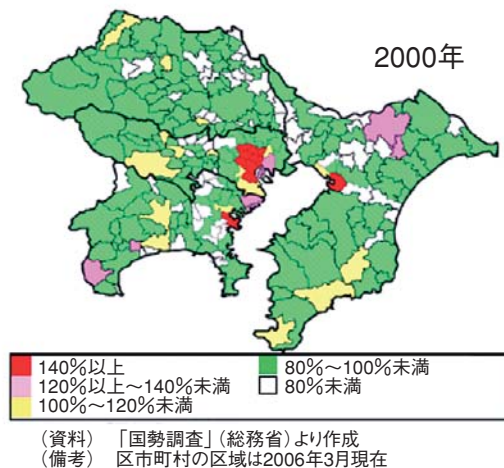 2000年
140%以上
120%以上～140%未満
100%～120%未満
80%～100%未満
80%未満
（資料）　「国勢調査」（総務省）より作成
（備考）　区市町村の区域は2006年3月現在